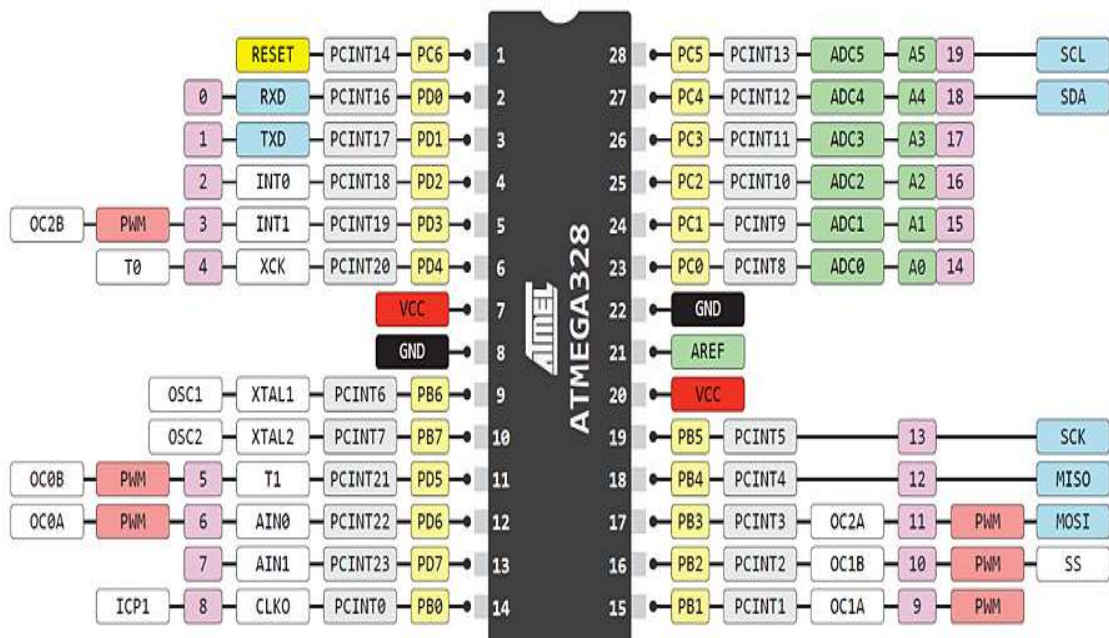 RESET PCINT14 PC6 1 28 PC5 PCINT13 ADC5 A5 19 SCL
0 RXD PCINT16 PD0 2 27 PC4 PCINT12 ADC4 A4 18 SDA
1 TXD PCINT17 PD1 3 26 PC3 PCINT11 ADC3 A3 17
2 INT0 PCINT18 PD2 4 25 PC2 PCINT10 ADC2 A2 16
OC2B PWM 3 INT1 PCINT19 PD3 5 24 PC1 PCINT9 ADC1 A1 15
T0 4 XCK PCINT20 PD4 6 23 PC0 PCINT8 ADC0 A0 14
VCC 7 22 GND
GND 8 21 AREF
OSC1 XTAL1 PCINT6 PB6 9 20 VCC
OSC2 XTAL2 PCINT7 PB7 10 19 PB5 PCINT5 13 SCK
OC0B PWM 5 T1 PCINT21 PD5 11 18 PB4 PCINT4 12 MISO
OC0A PWM 6 AIN0 PCINT22 PD6 12 17 PB3 PCINT3 OC2A 11 PWM MOSI
7 AIN1 PCINT23 PD7 13 16 PB2 PCINT2 OC1B 10 PWM SS
ICP1 8 CLKO PCINT0 PB0 14 15 PB1 PCINT1 OC1A 9 PWM
ATMEL
ATMEGA328